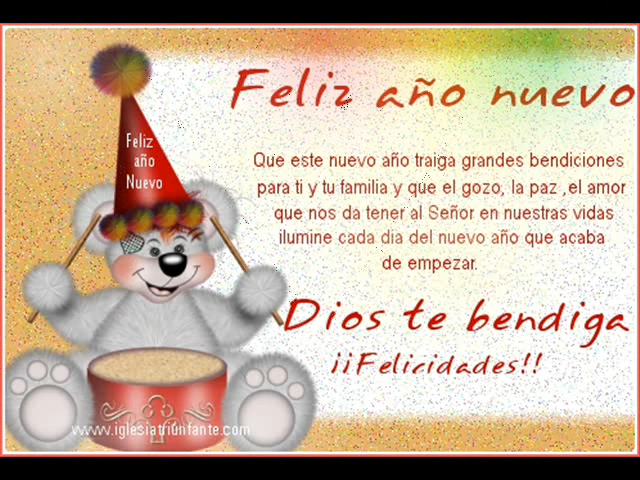 Feliz año nuevo
Feliz
año
Nuevo
Que este nuevo año traiga grandes bendiciones
para ti y tu familia y que el gozo, la paz ,el amor
que nos da tener al Señor en nuestras vidas
ilumine cada dia del nuevo año que acaba
de empezar.
Dios te bendiga
¡¡Felicidades!!
www.iglesiatriunfante.com